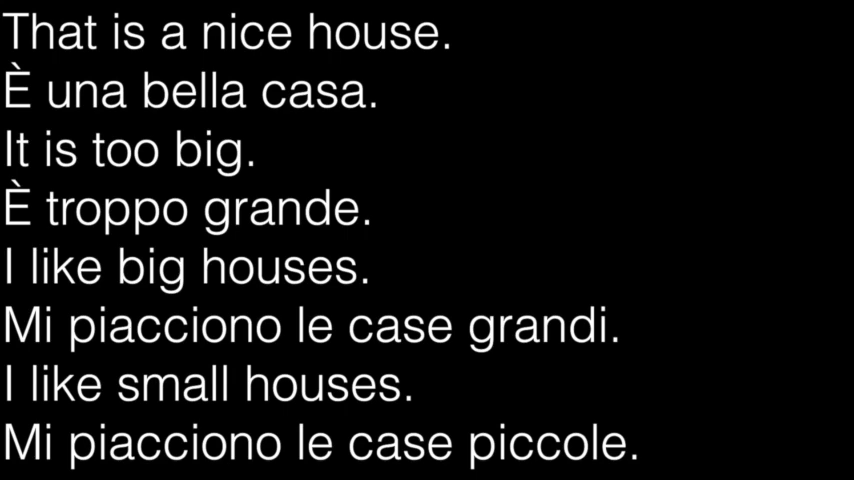 That is a nice house.
È una bella casa.
It is too big.
È troppo grande.
I like big houses.
Mi piacciono le case grandi.
I like small houses.
Mi piacciono le case piccole.